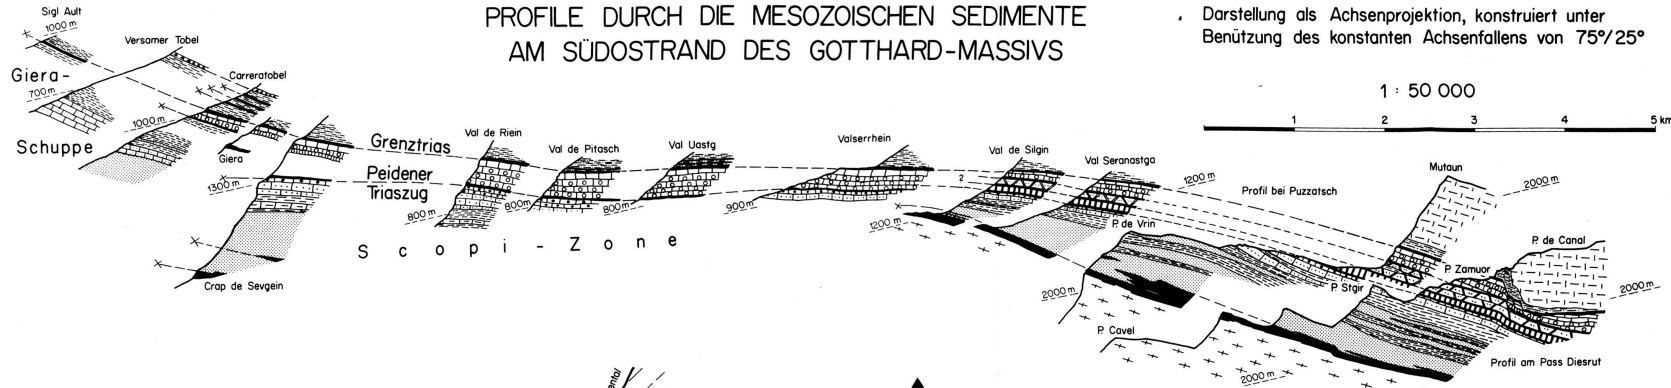 PROFILE DURCH DIE MESOZOISCHEN SEDIMENTE
AM SÜDOSTRAND DES GOTTHARD-MASSIVS
Darstellung als Achsenprojektion, konstruiert unter
Benützung des konstanten Achsenfallens von 75°/25°
1 : 50 000
1 2 3 4 5 km
Sigl Ault
1000 m
Versamer Tobel
Giera-
700 m
Schuppe
Carreratobel
1000 m
Giera
1300 m
Crap de Sevgein
Grenztrias
Peidener
Triaszug
Scopi-Zone
Val de Riein
800 m
Val de Pitasch
800 m
Val Uastg
800 m
Valserrhein
900 m
?
Val de Silgin
1200 m
Val Seranastga
1200 m
Profil bei Puzzatsch
Mutaun
2000 m
P. de Vrin
2000 m
P. Cavel
2000 m
P. Stgir
P. Zamuor
P. de Canal
2000 m
Profil am Pass Diesrut